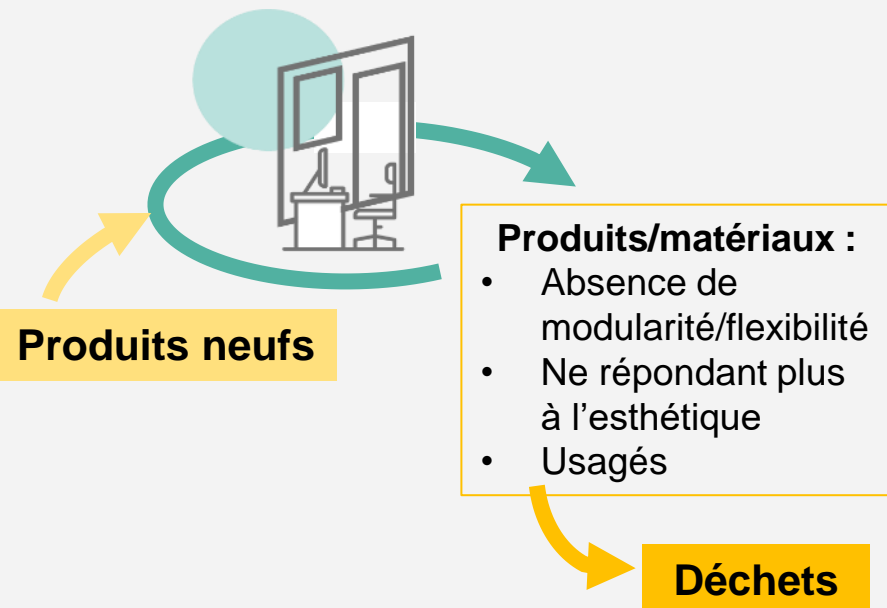 Produits neufs
Produits/matériaux :
• Absence de
modularité/flexibilité
• Ne répondant plus
à l’esthétique
• Usagés
Déchets